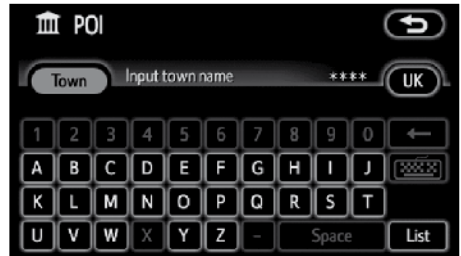 POI
Town Input town name **** UK
1 2 3 4 5 6 7 8 9 0 ←
A B C D E F G H I J
K L M N O P Q R S T
U V W X Y Z - Space List